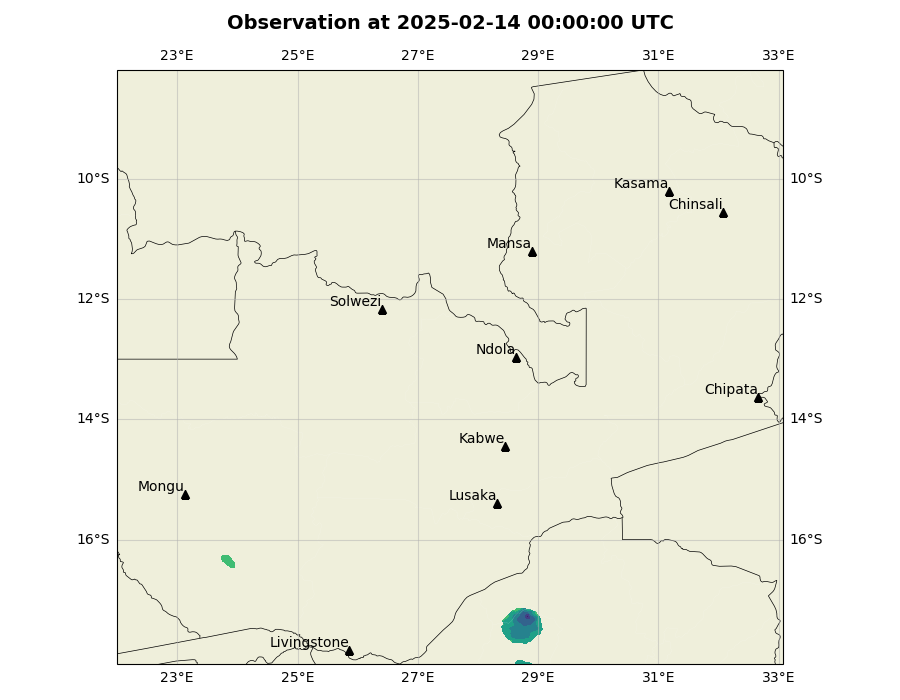 Observation at 2025-02-14 00:00:00 UTC
23°E 25°E 27°E 29°E 31°E 33°E
10°S 10°S
Kasama
Chinsali
Mansa
12°S 12°S
Solwezi
Ndola
Chipata
14°S 14°S
Kabwe
Mongu
Lusaka
16°S 16°S
Livingstone
23°E 25°E 27°E 29°E 31°E 33°E